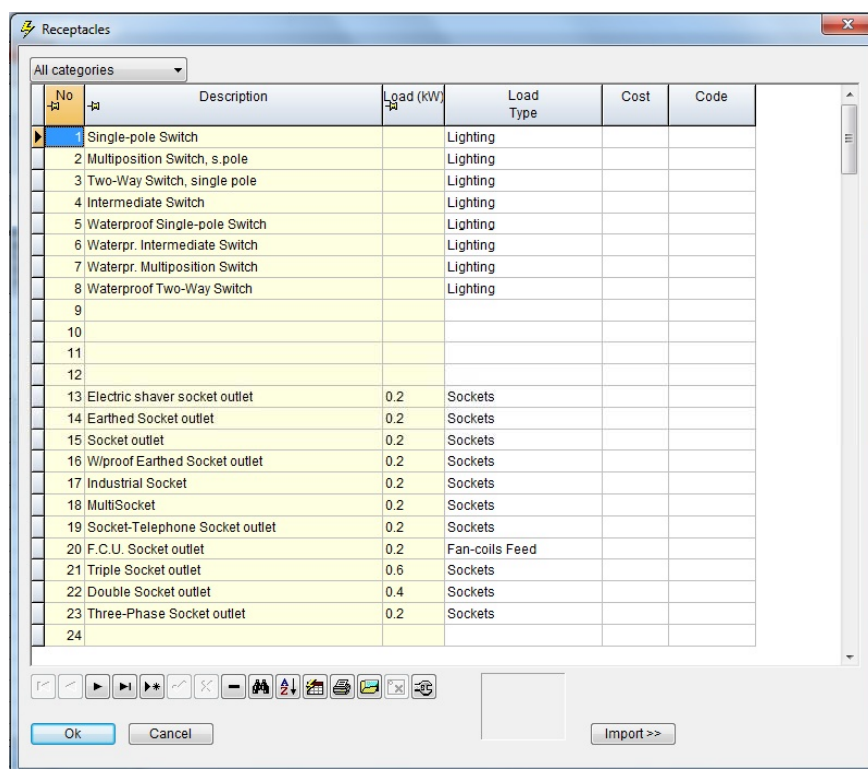 Receptacles
All categories
No Description Load (kW) Load Type Cost Code
1 Single-pole Switch Lighting
2 Multiposition Switch, s.pole Lighting
3 Two-Way Switch, single pole Lighting
4 Intermediate Switch Lighting
5 Waterproof Single-pole Switch Lighting
6 Waterpr. Intermediate Switch Lighting
7 Waterpr. Multiposition Switch Lighting
8 Waterproof Two-Way Switch Lighting
9
10
11
12
13 Electric shaver socket outlet 0.2 Sockets
14 Earthed Socket outlet 0.2 Sockets
15 Socket outlet 0.2 Sockets
16 W/proof Earthed Socket outlet 0.2 Sockets
17 Industrial Socket 0.2 Sockets
18 MultiSocket 0.2 Sockets
19 Socket-Telephone Socket outlet 0.2 Sockets
20 F.C.U. Socket outlet 0.2 Fan-coils Feed
21 Triple Socket outlet 0.6 Sockets
22 Double Socket outlet 0.4 Sockets
23 Three-Phase Socket outlet 0.2 Sockets
24
Ok Cancel Import >>